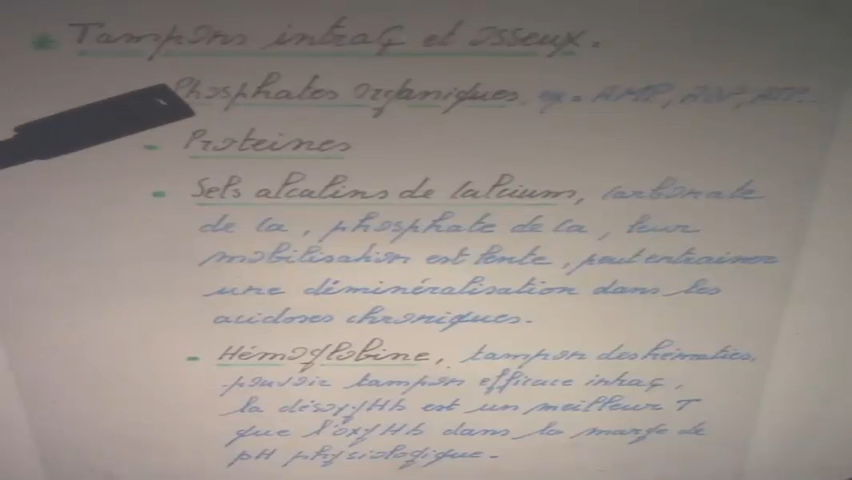 * Tampons intraç et osseux.
Phosphates organiques, ex = AMP, ADP, ATP...
- Proteines
- Sels alcalins de calcium, carbonate
de Ca, phosphate de Ca, leur
mobilisation est lente, peut entrainer
une déminéralisation dans les
acidoses chroniques.
- Hémoglobine, tampon des hématies,
pouvoir tampon efficace intraç,
la désoxyHb est un meilleur T
que l'oxyHb dans la marge de
pH physiologique.